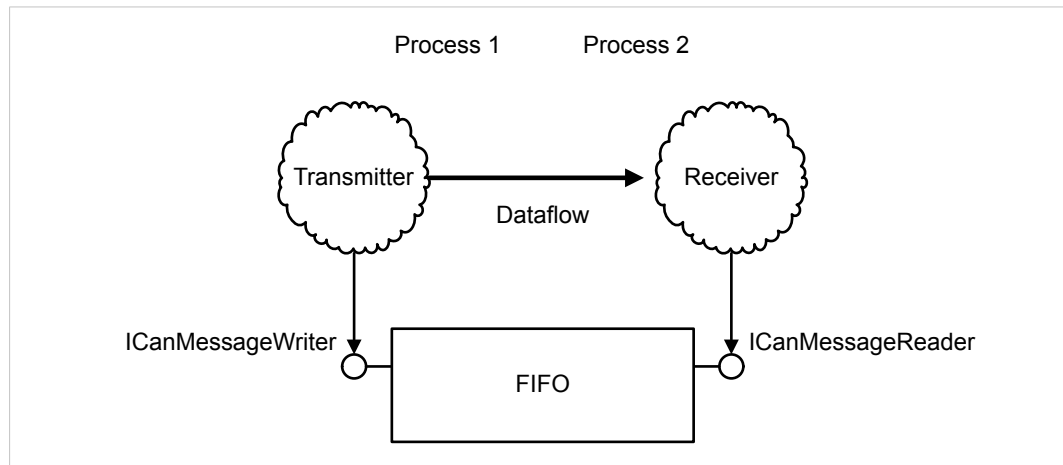 Process 1 Process 2
Transmitter
Receiver
Dataflow
ICanMessageWriter
ICanMessageReader
FIFO